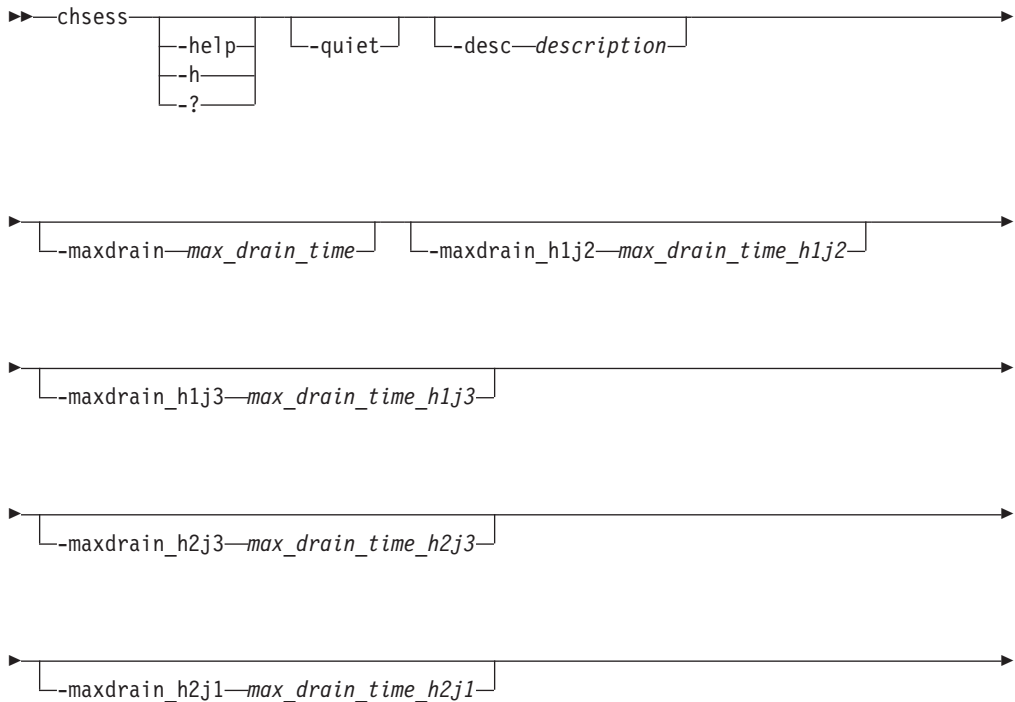 chsess
-help
-h
-?
-quiet
-desc description
-maxdrain max_drain_time
-maxdrain_h1j2 max_drain_time_h1j2
-maxdrain_h1j3 max_drain_time_h1j3
-maxdrain_h2j3 max_drain_time_h2j3
-maxdrain_h2j1 max_drain_time_h2j1